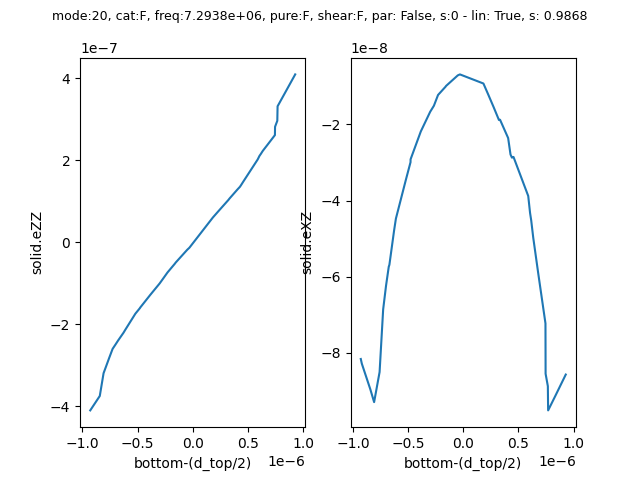 mode:20, cat:F, freq:7.2938e+06, pure:F, shear:F, par: False, s:0 - lin: True, s: 0.9868
1e−7
4
2
0
−2
−4
solid.eZZ
−1.0 −0.5 0.0 0.5 1.0
bottom-(d_top/2) 1e−6
1e−8
−2
−4
−6
−8
solid.eXZ
−1.0 −0.5 0.0 0.5 1.0
bottom-(d_top/2) 1e−6